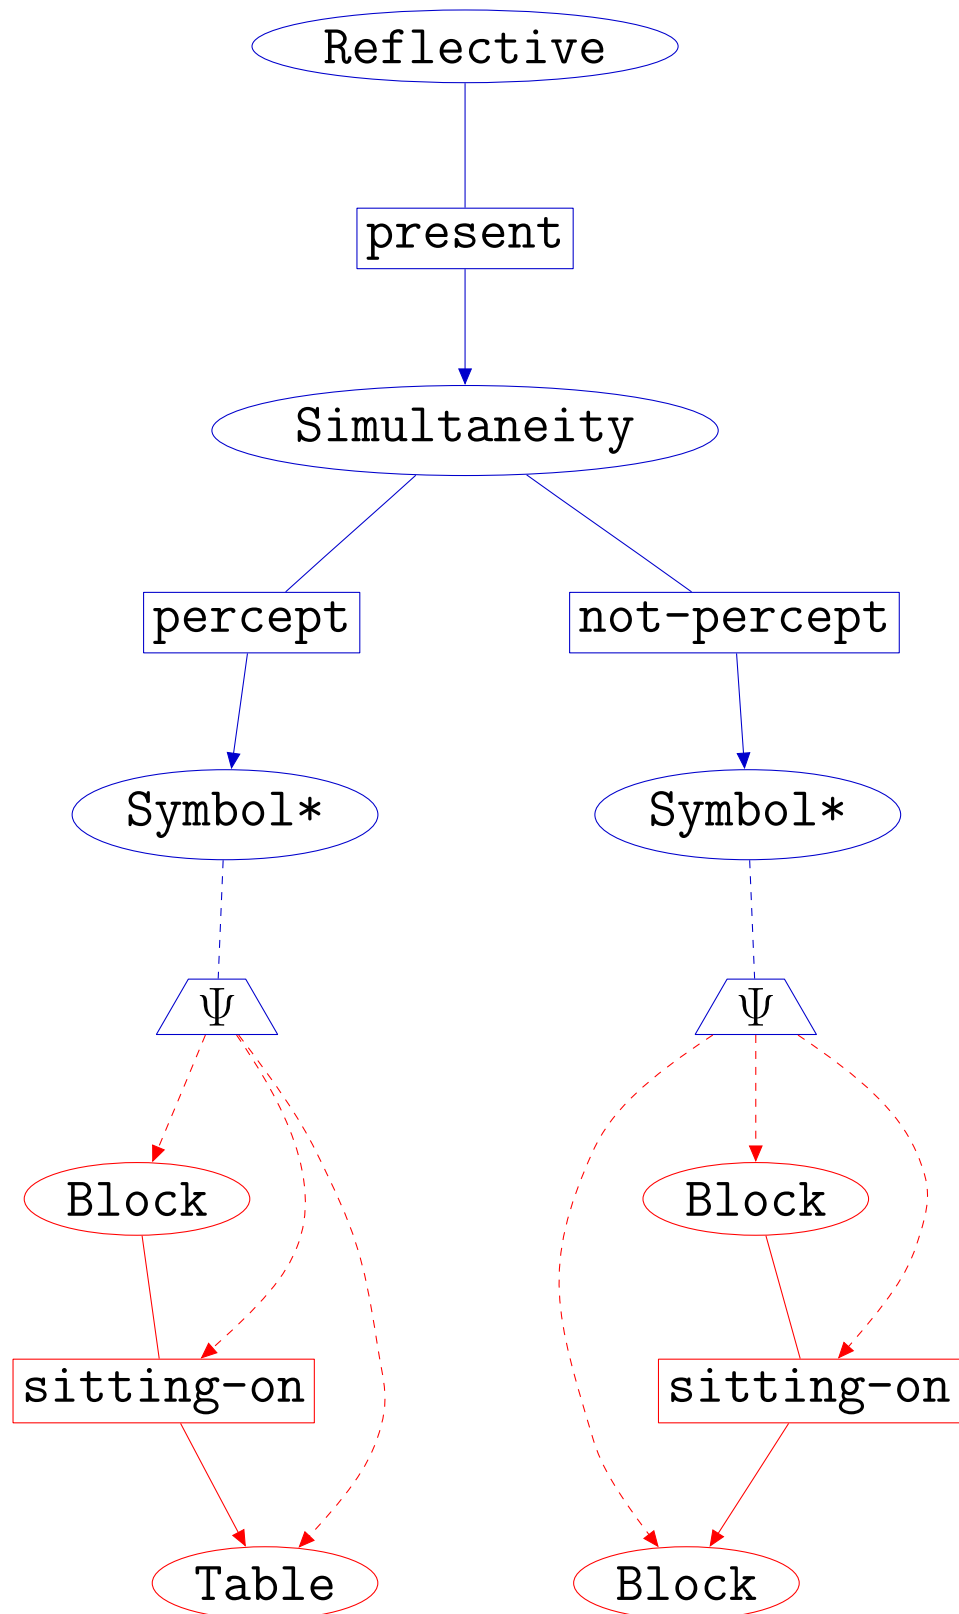 Reflective
present
Simultaneity
percept not-percept
Symbol* Symbol*
Ψ Ψ
Block Block
sitting-on sitting-on
Table Block